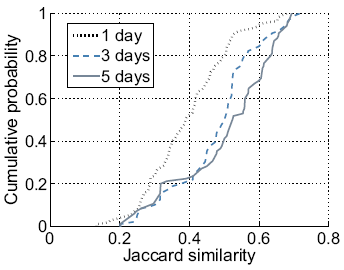 1
0.8
0.6
0.4
0.2
0
Cumulative probability
1 day
3 days
5 days
0 0.2 0.4 0.6 0.8
Jaccard similarity